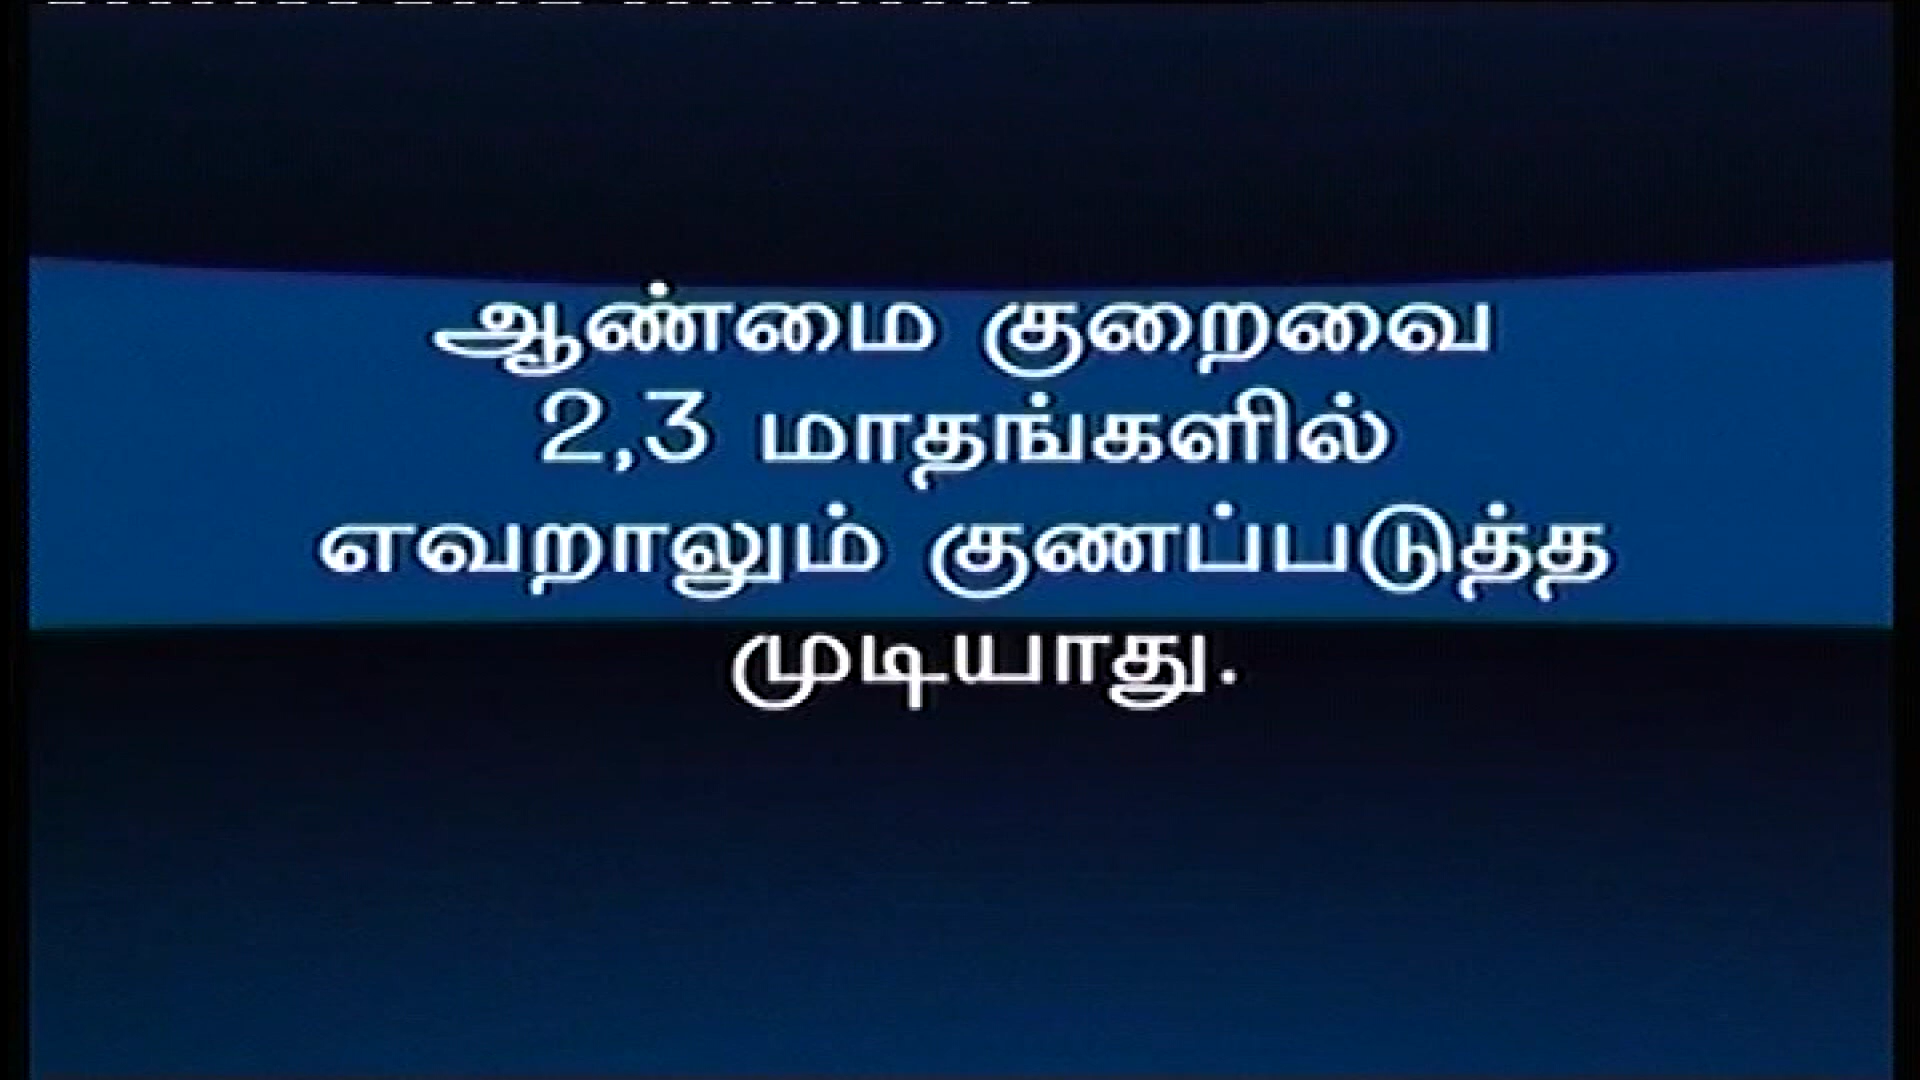 ஆண்மை குறைவை
2,3 மாதங்களில்
எவறாலும் குணப்படுத்த
முடியாது.